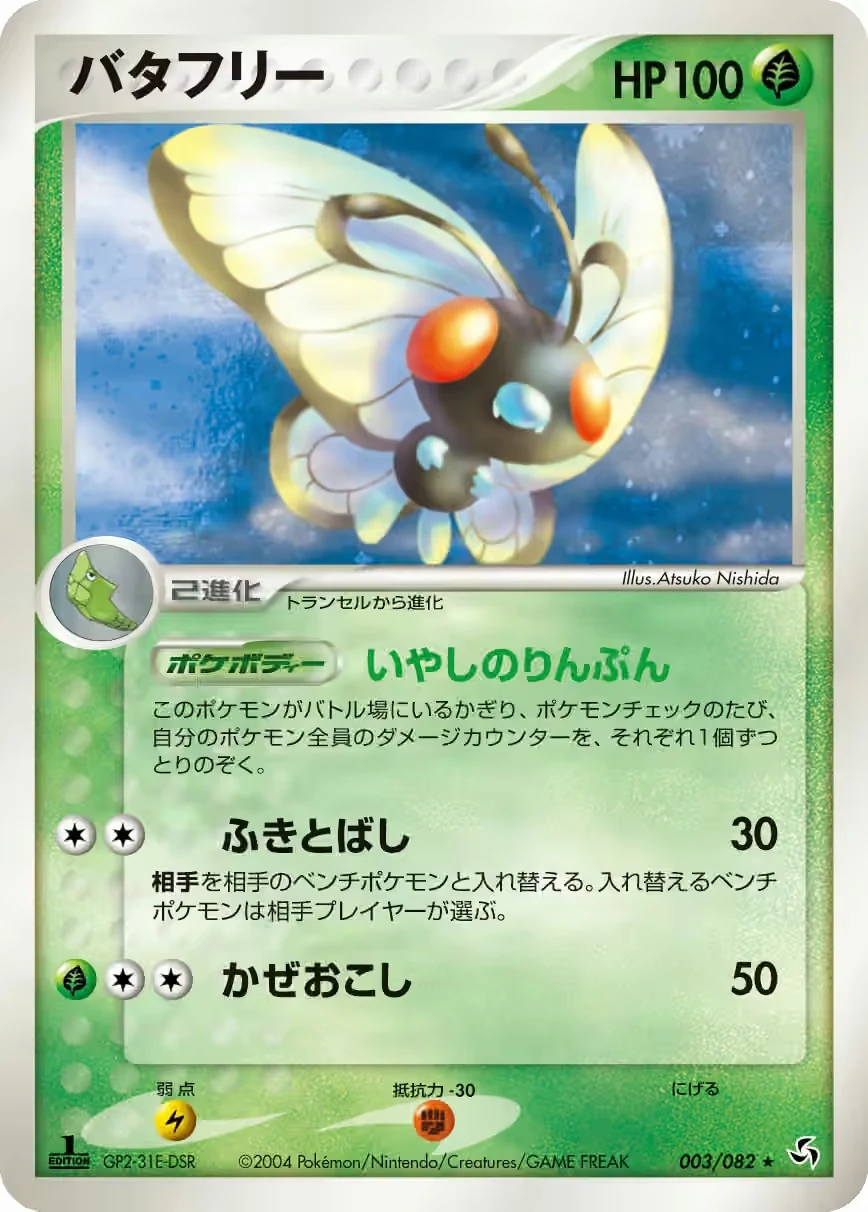 バタフリー HP100
Illus.Atsuko Nishida
2進化 トランセルから進化
ポケボディー いやしのりんぷん
このポケモンがバトル場にいるかぎり、ポケモンチェックのたび、
自分のポケモン全員のダメージカウンターを、それぞれ1個ずつ
とりのぞく。
ふきとばし 30
相手を相手のベンチポケモンと入れ替える。入れ替えるベンチ
ポケモンは相手プレイヤーが選ぶ。
かぜおこし 50
弱点 抵抗力 -30 にげる
1 EDITION GP2-31E-DSR ©2004 Pokémon/Nintendo/Creatures/GAME FREAK 003/082 ★